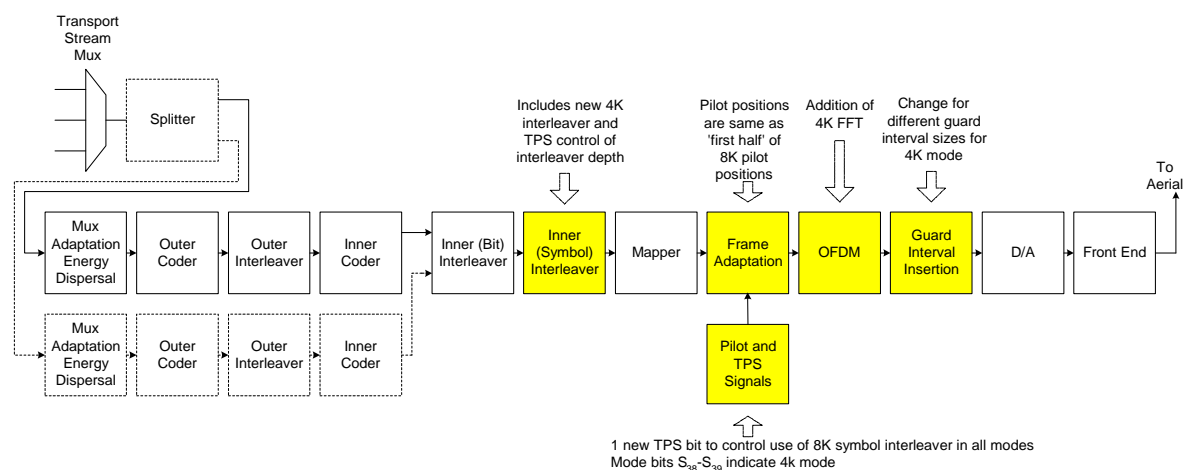 Transport
Stream
Mux
Splitter
Includes new 4K
interleaver and
TPS control of
interleaver depth
Pilot positions
are same as
'first half' of
8K pilot
positions
Addition of
4K FFT
Change for
different guard
interval sizes for
4K mode
To
Aerial
Mux
Adaptation
Energy
Dispersal
Outer
Coder
Outer
Interleaver
Inner
Coder
Inner (Bit)
Interleaver
Inner
(Symbol)
Interleaver
Mapper
Frame
Adaptation
OFDM
Guard
Interval
Insertion
D/A
Front End
Mux
Adaptation
Energy
Dispersal
Outer
Coder
Outer
Interleaver
Inner
Coder
Pilot and
TPS
Signals
1 new TPS bit to control use of 8K symbol interleaver in all modes
Mode bits S38-S39 indicate 4k mode